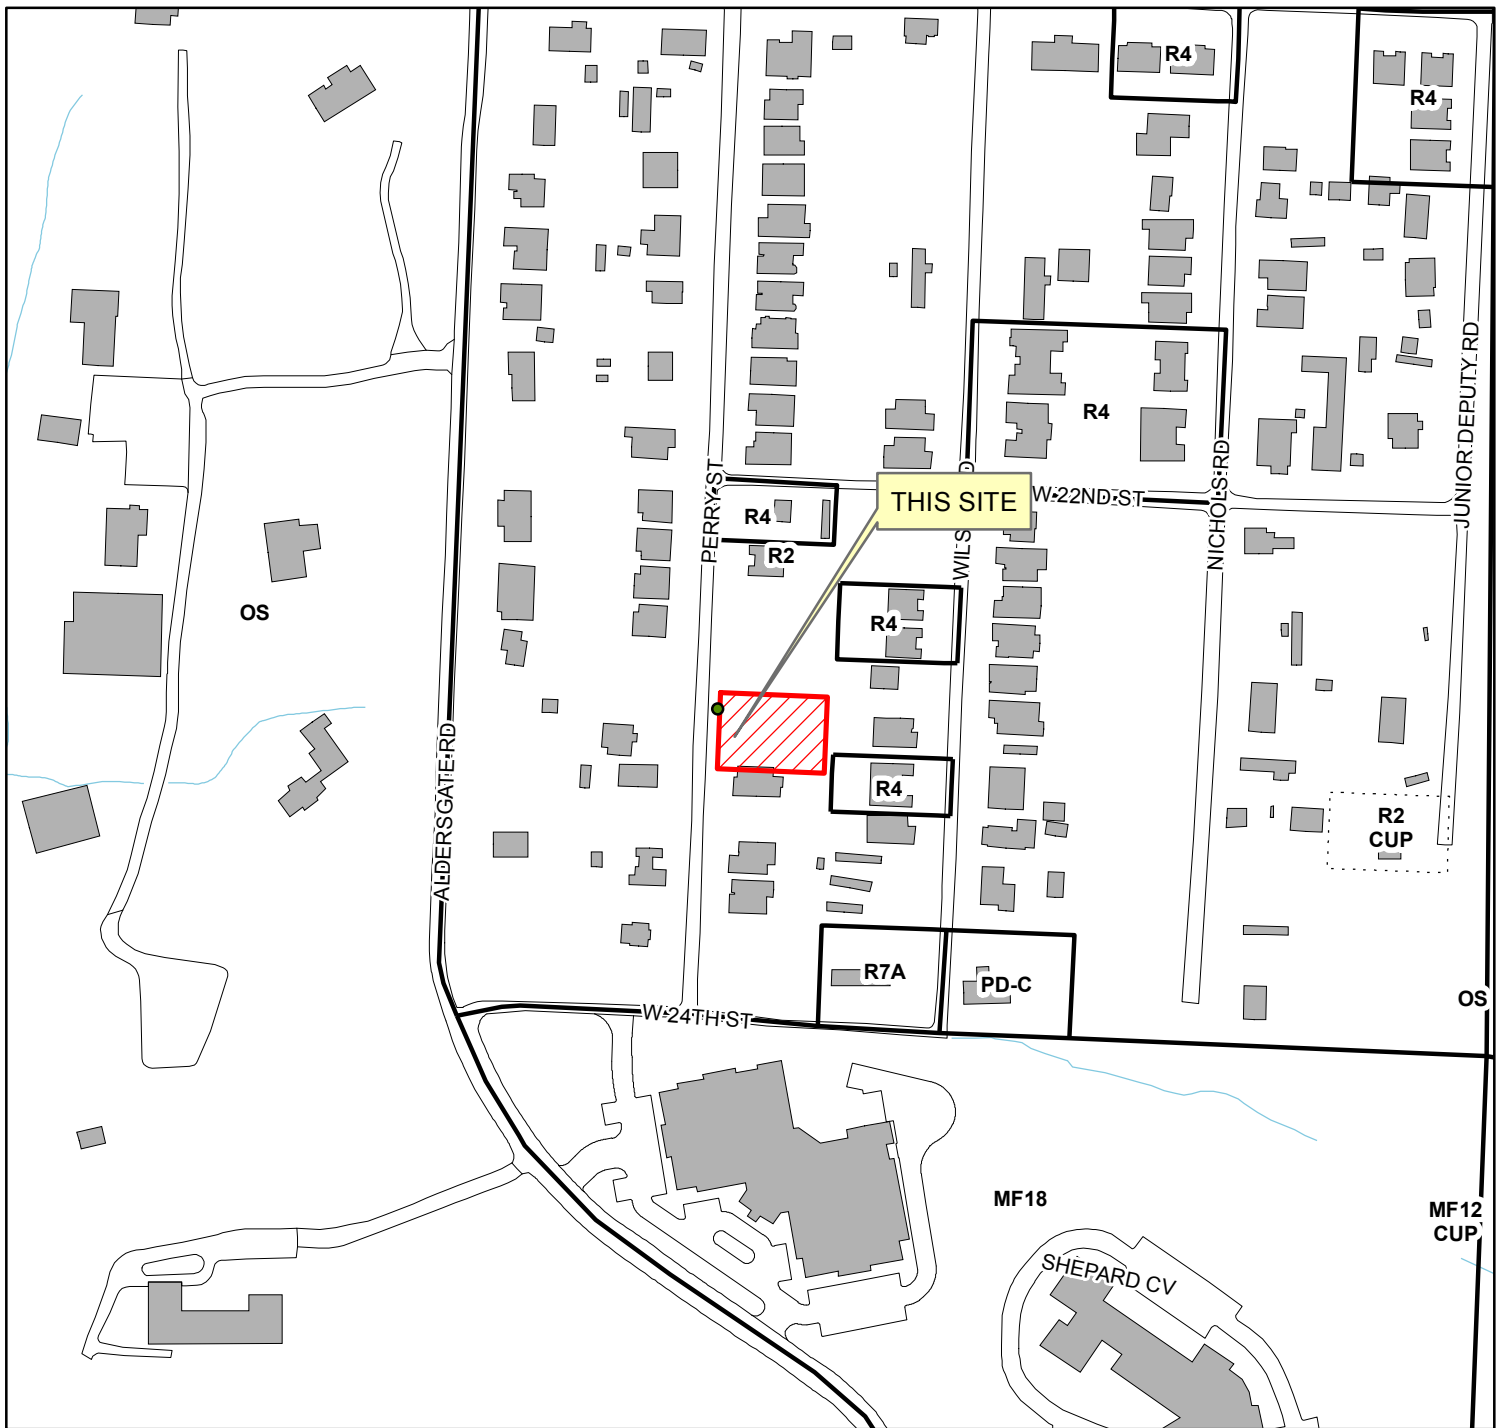 R4
R4
JUNIOR DEPUTY RD
R4
PERRY ST
THIS SITE
W 22ND ST
NICHOLS RD
R4
R2
WILS D
OS
R4
R4
ALDERSGATE RD
R2
CUP
R7A
PD-C
OS
W 24TH ST
MF18
MF12
CUP
SHEPARD CV